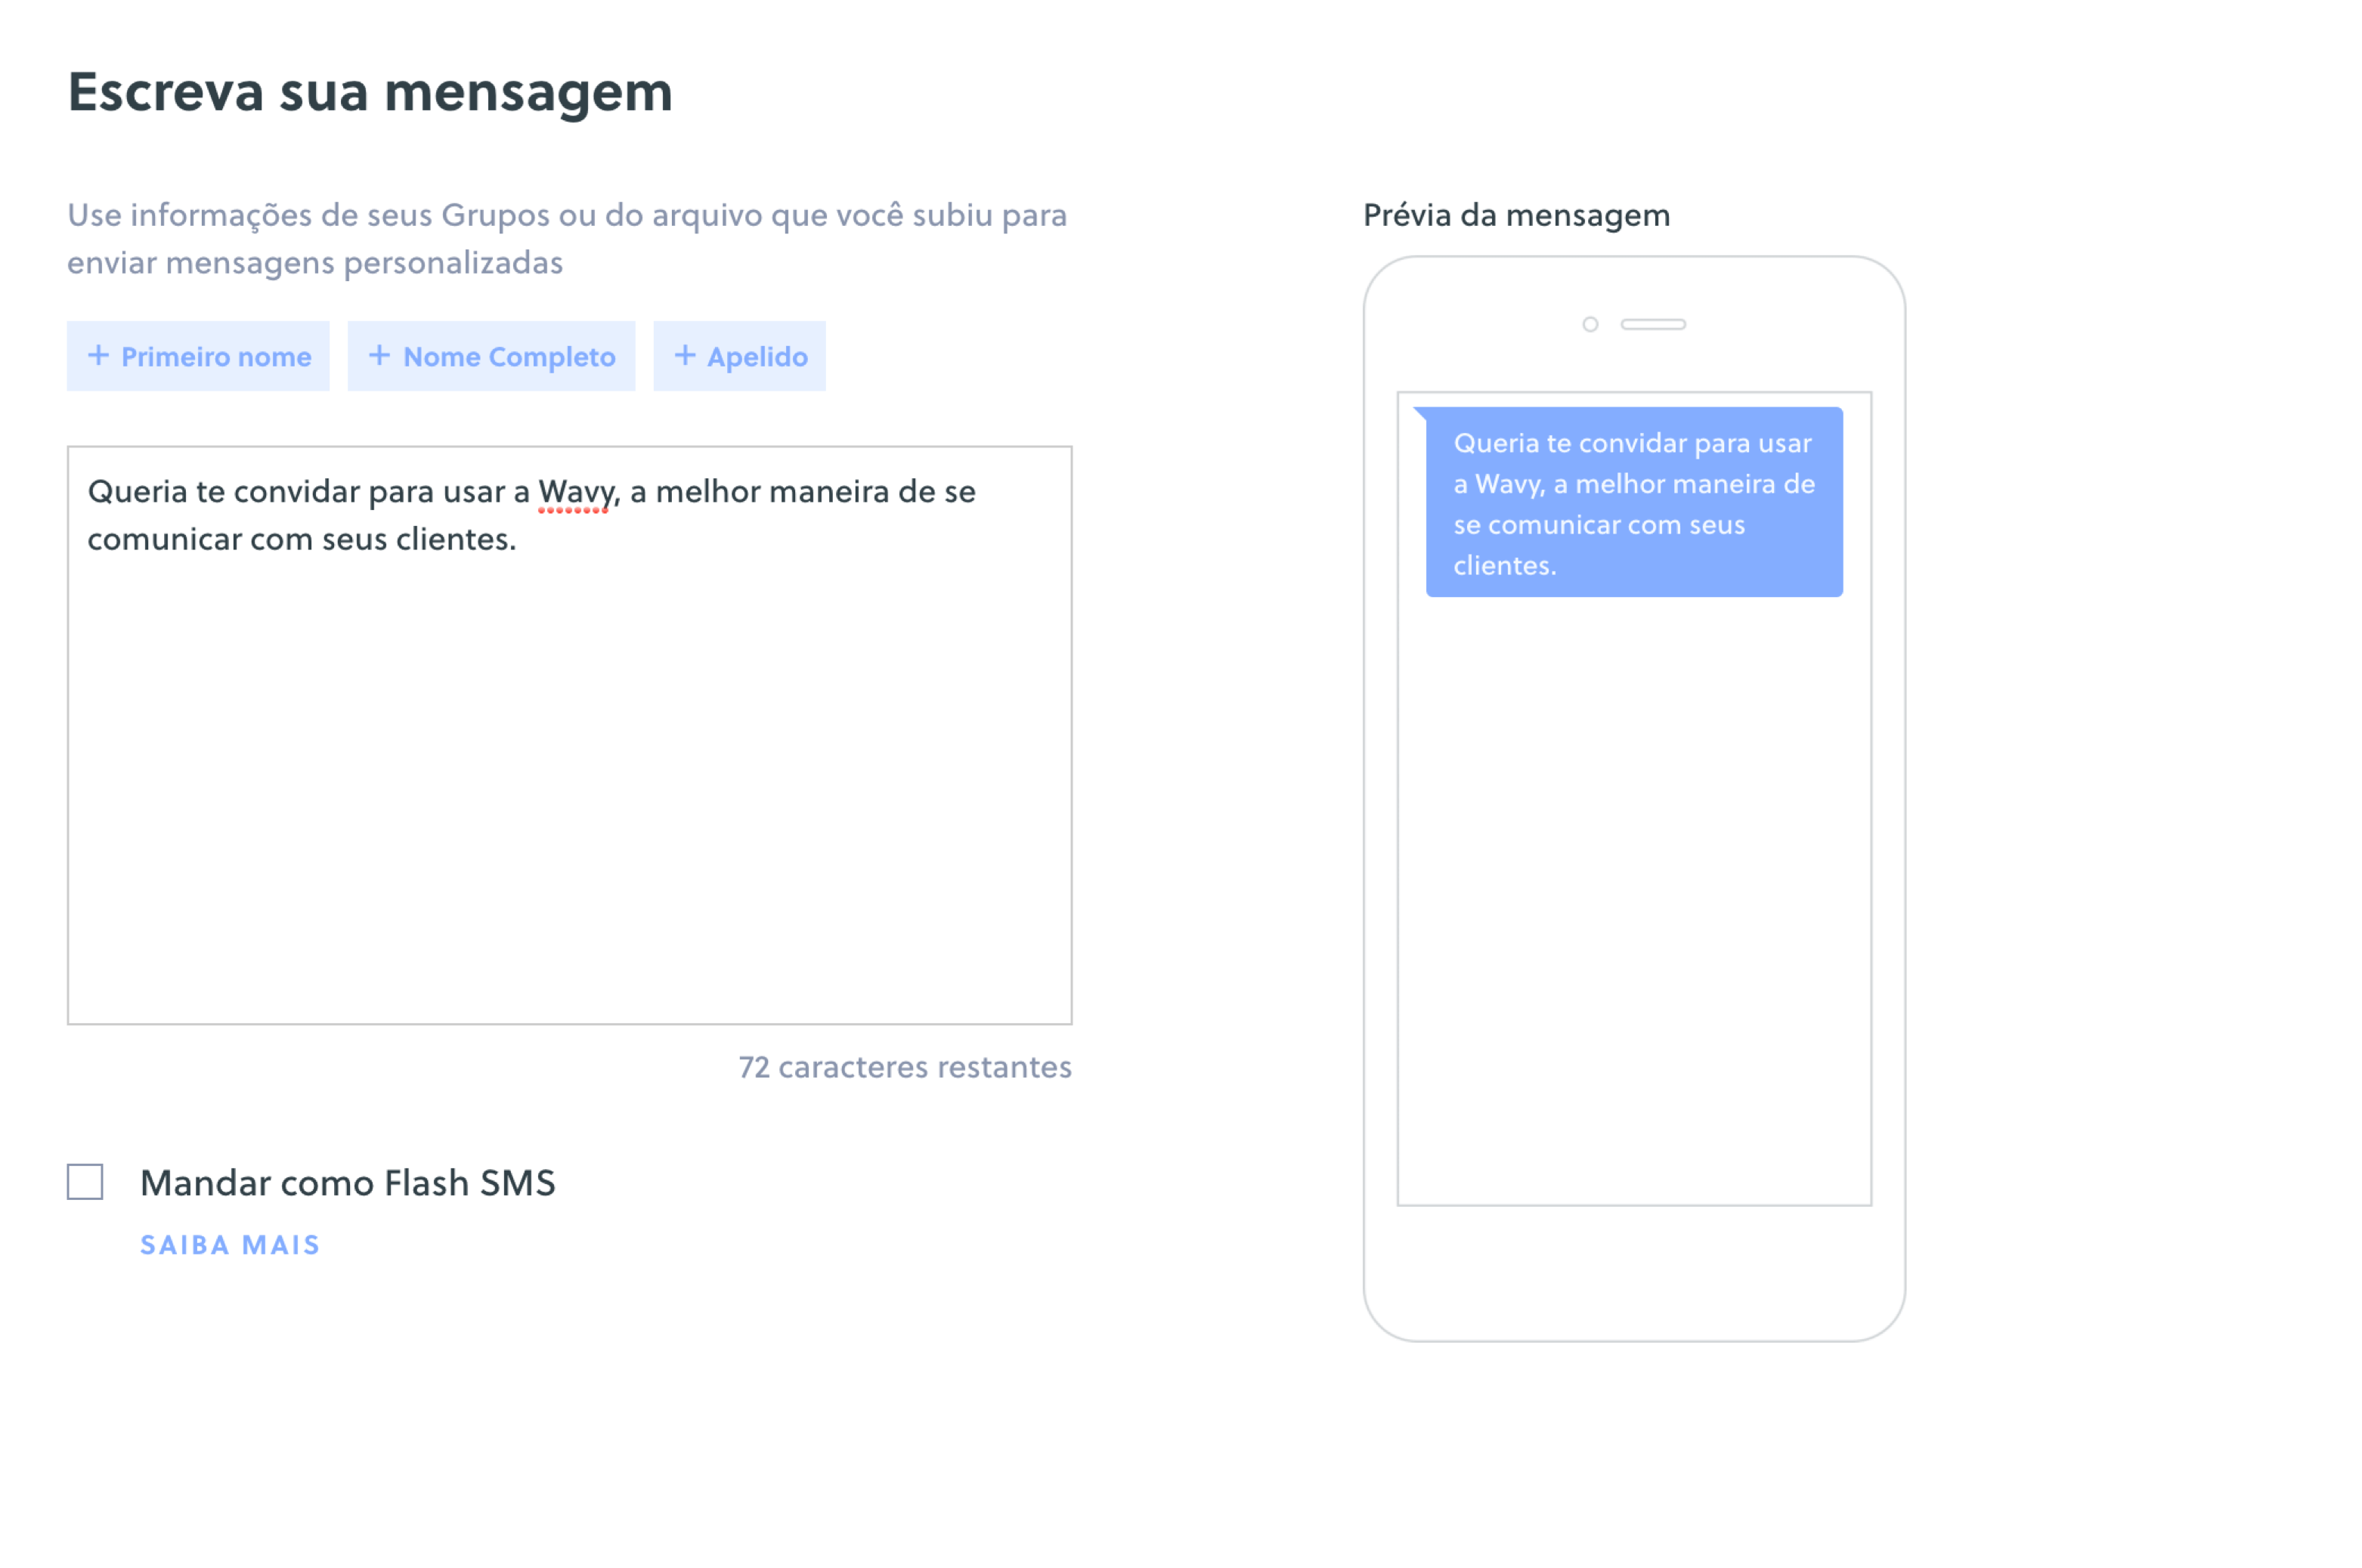 Escreva sua mensagem
Use informações de seus Grupos ou do arquivo que você subiu para
enviar mensagens personalizadas
+ Primeiro nome
+ Nome Completo
+ Apelido
Queria te convidar para usar a Wavy, a melhor maneira de se
comunicar com seus clientes.
72 caracteres restantes
Mandar como Flash SMS
SAIBA MAIS
Prévia da mensagem
Queria te convidar para usar
a Wavy, a melhor maneira de
se comunicar com seus
clientes.